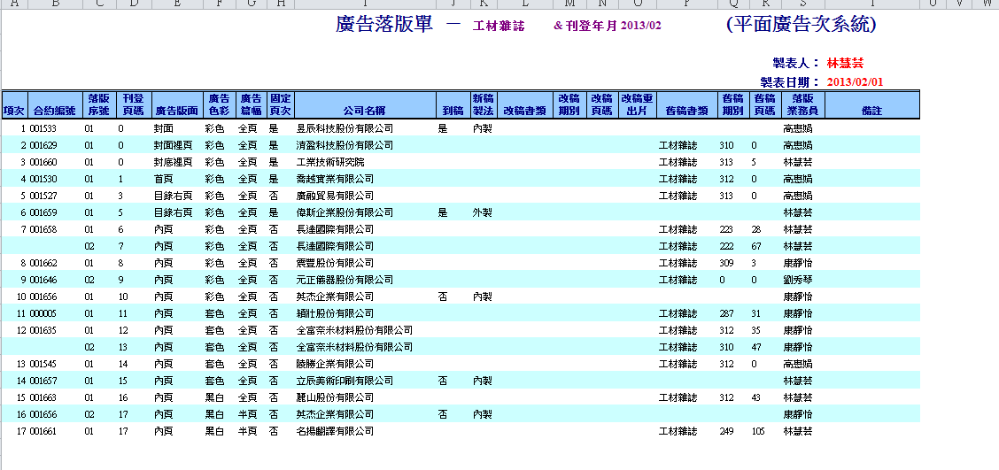 A B C D E F G H I J K L M N O P Q R S T U V W
廣告落版單 － 工材雜誌 & 刊登年月 2013/02 (平面廣告次系統)
製表人： 林慧芸
製表日期： 2013/02/01
項次 合約編號 落版序號 刊登頁碼 廣告版面 廣告色彩 廣告篇幅 固定頁次 公司名稱 到稿 新稿製法 改稿書類 改稿期別 改稿頁碼 改稿重出片 舊稿書類 舊稿期別 舊稿頁碼 落版業務員 備註
1 001533 01 0 封面 彩色 全頁 是 昱辰科技股份有限公司 是 內製 高惠娟
2 001629 01 0 封面裡頁 彩色 全頁 是 清盈科技股份有限公司 工材雜誌 310 0 高惠娟
3 001660 01 0 封底裡頁 彩色 全頁 是 工業技術研究院 工材雜誌 313 5 林慧芸
4 001530 01 1 首頁 彩色 全頁 是 喬越實業有限公司 工材雜誌 312 0 高惠娟
5 001527 01 3 目錄右頁 彩色 全頁 否 廣融貿易有限公司 工材雜誌 313 0 高惠娟
6 001659 01 5 目錄右頁 彩色 全頁 是 偉斯企業股份有限公司 是 外製 林慧芸
7 001658 01 6 內頁 彩色 全頁 否 長達國際有限公司 工材雜誌 223 28 林慧芸
02 7 內頁 彩色 全頁 否 長達國際有限公司 工材雜誌 222 67 林慧芸
8 001662 01 8 內頁 彩色 全頁 否 震豐股份有限公司 工材雜誌 309 3 康靜怡
9 001646 02 9 內頁 彩色 全頁 否 元正儀器股份有限公司 工材雜誌 0 0 劉秀琴
10 001656 01 10 內頁 彩色 全頁 否 英杰企業有限公司 否 內製 康靜怡
11 000005 01 11 內頁 套色 全頁 否 穎壯股份有限公司 工材雜誌 287 31 康靜怡
12 001635 01 12 內頁 套色 全頁 否 全富奈米材料股份有限公司 工材雜誌 312 35 康靜怡
02 13 內頁 套色 全頁 否 全富奈米材料股份有限公司 工材雜誌 310 47 康靜怡
13 001545 01 14 內頁 套色 全頁 否 陵勝企業有限公司 工材雜誌 312 0 高惠娟
14 001657 01 15 內頁 套色 全頁 否 立辰美術印刷有限公司 否 內製 林慧芸
15 001663 01 16 內頁 黑白 全頁 否 麗山股份有限公司 工材雜誌 312 43 林慧芸
16 001656 02 17 內頁 黑白 半頁 否 英杰企業有限公司 否 內製 康靜怡
17 001661 01 17 內頁 黑白 半頁 否 名揚翻譯有限公司 工材雜誌 249 105 林慧芸